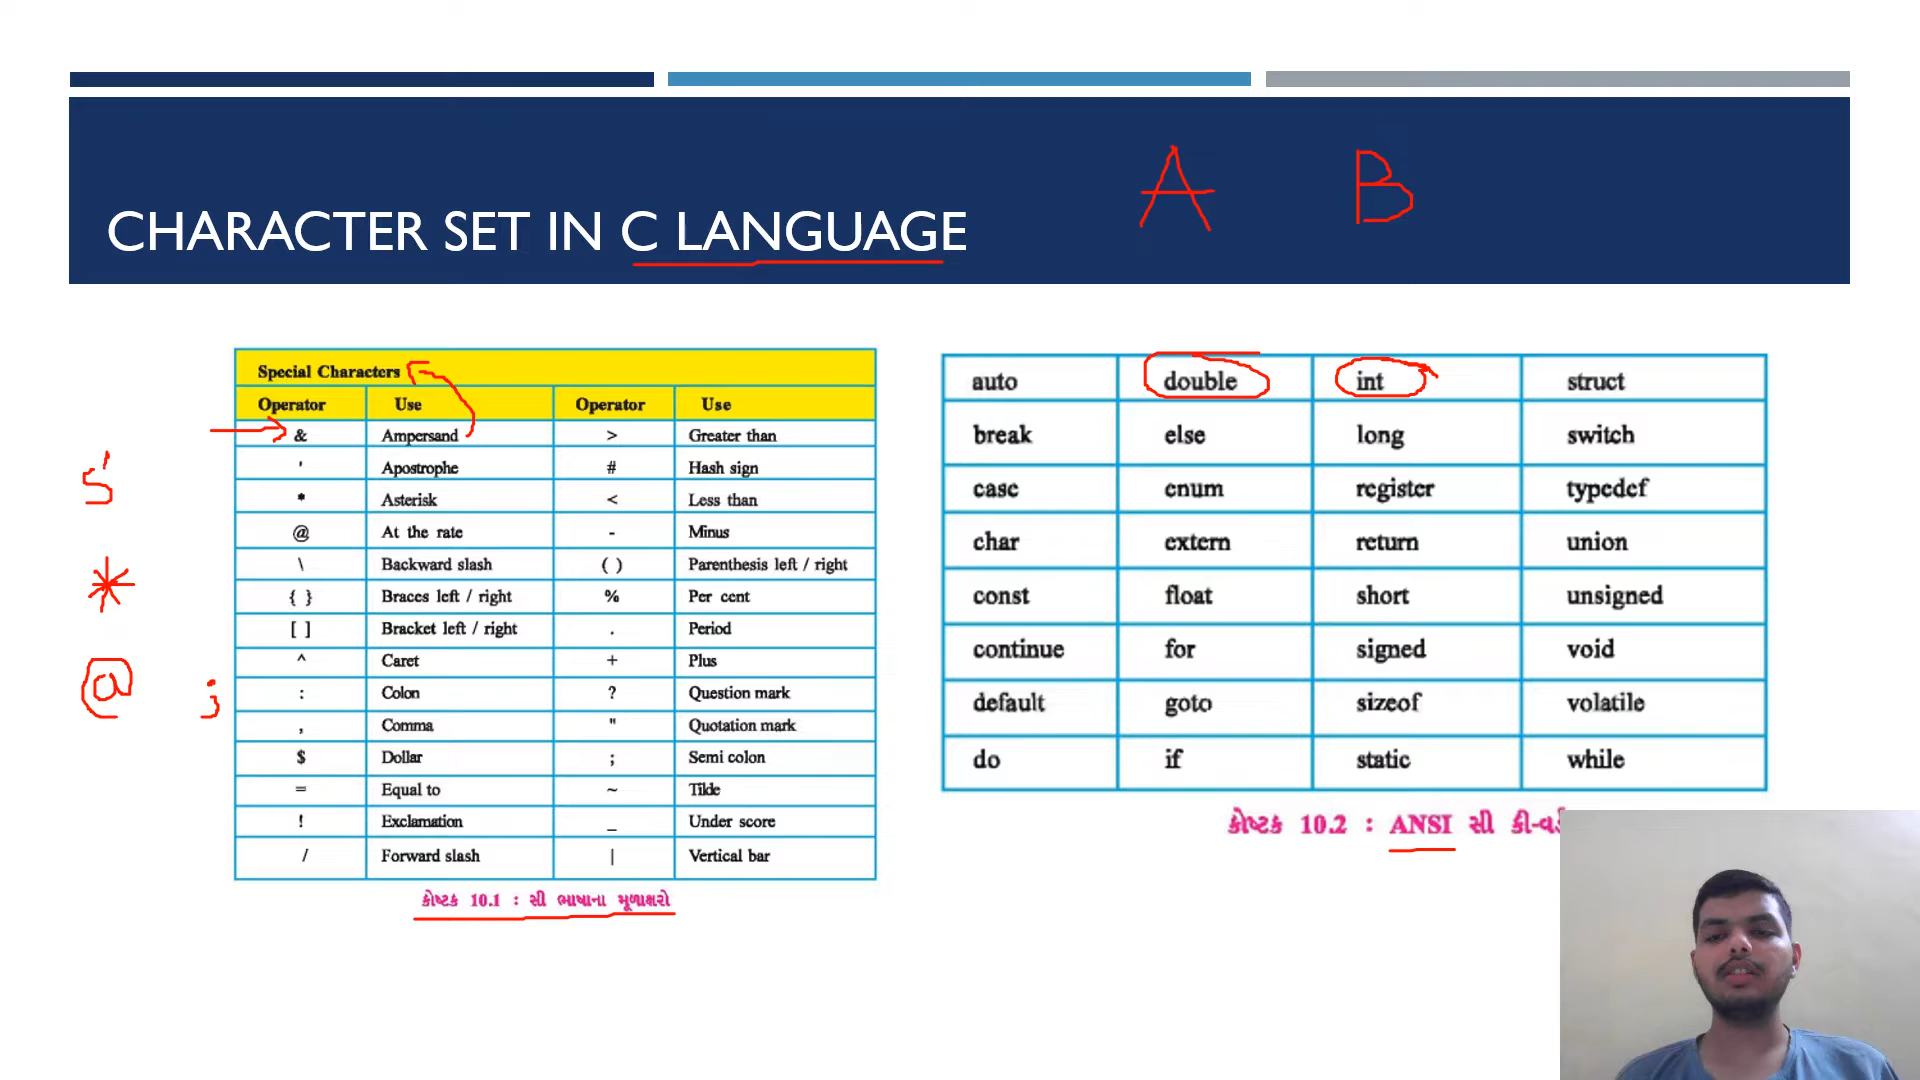 A B
CHARACTER SET IN C LANGUAGE
Special Characters
Operator Use Operator Use
& Ampersand > Greater than
' Apostrophe # Hash sign
* Asterisk < Less than
@ At the rate - Minus
\ Backward slash ( ) Parenthesis left / right
{ } Braces left / right % Per cent
[ ] Bracket left / right . Period
^ Caret + Plus
: Colon ? Question mark
, Comma " Quotation mark
$ Dollar ; Semi colon
= Equal to ~ Tilde
! Exclamation _ Under score
/ Forward slash | Vertical bar
કોષ્ટક 10.1 : સી ભાષાના મૂળાક્ષરો
*
@ ;
auto double int struct
break else long switch
case enum register typedef
char extern return union
const float short unsigned
continue for signed void
default goto sizeof volatile
do if static while
કોષ્ટક 10.2 : ANSI સી